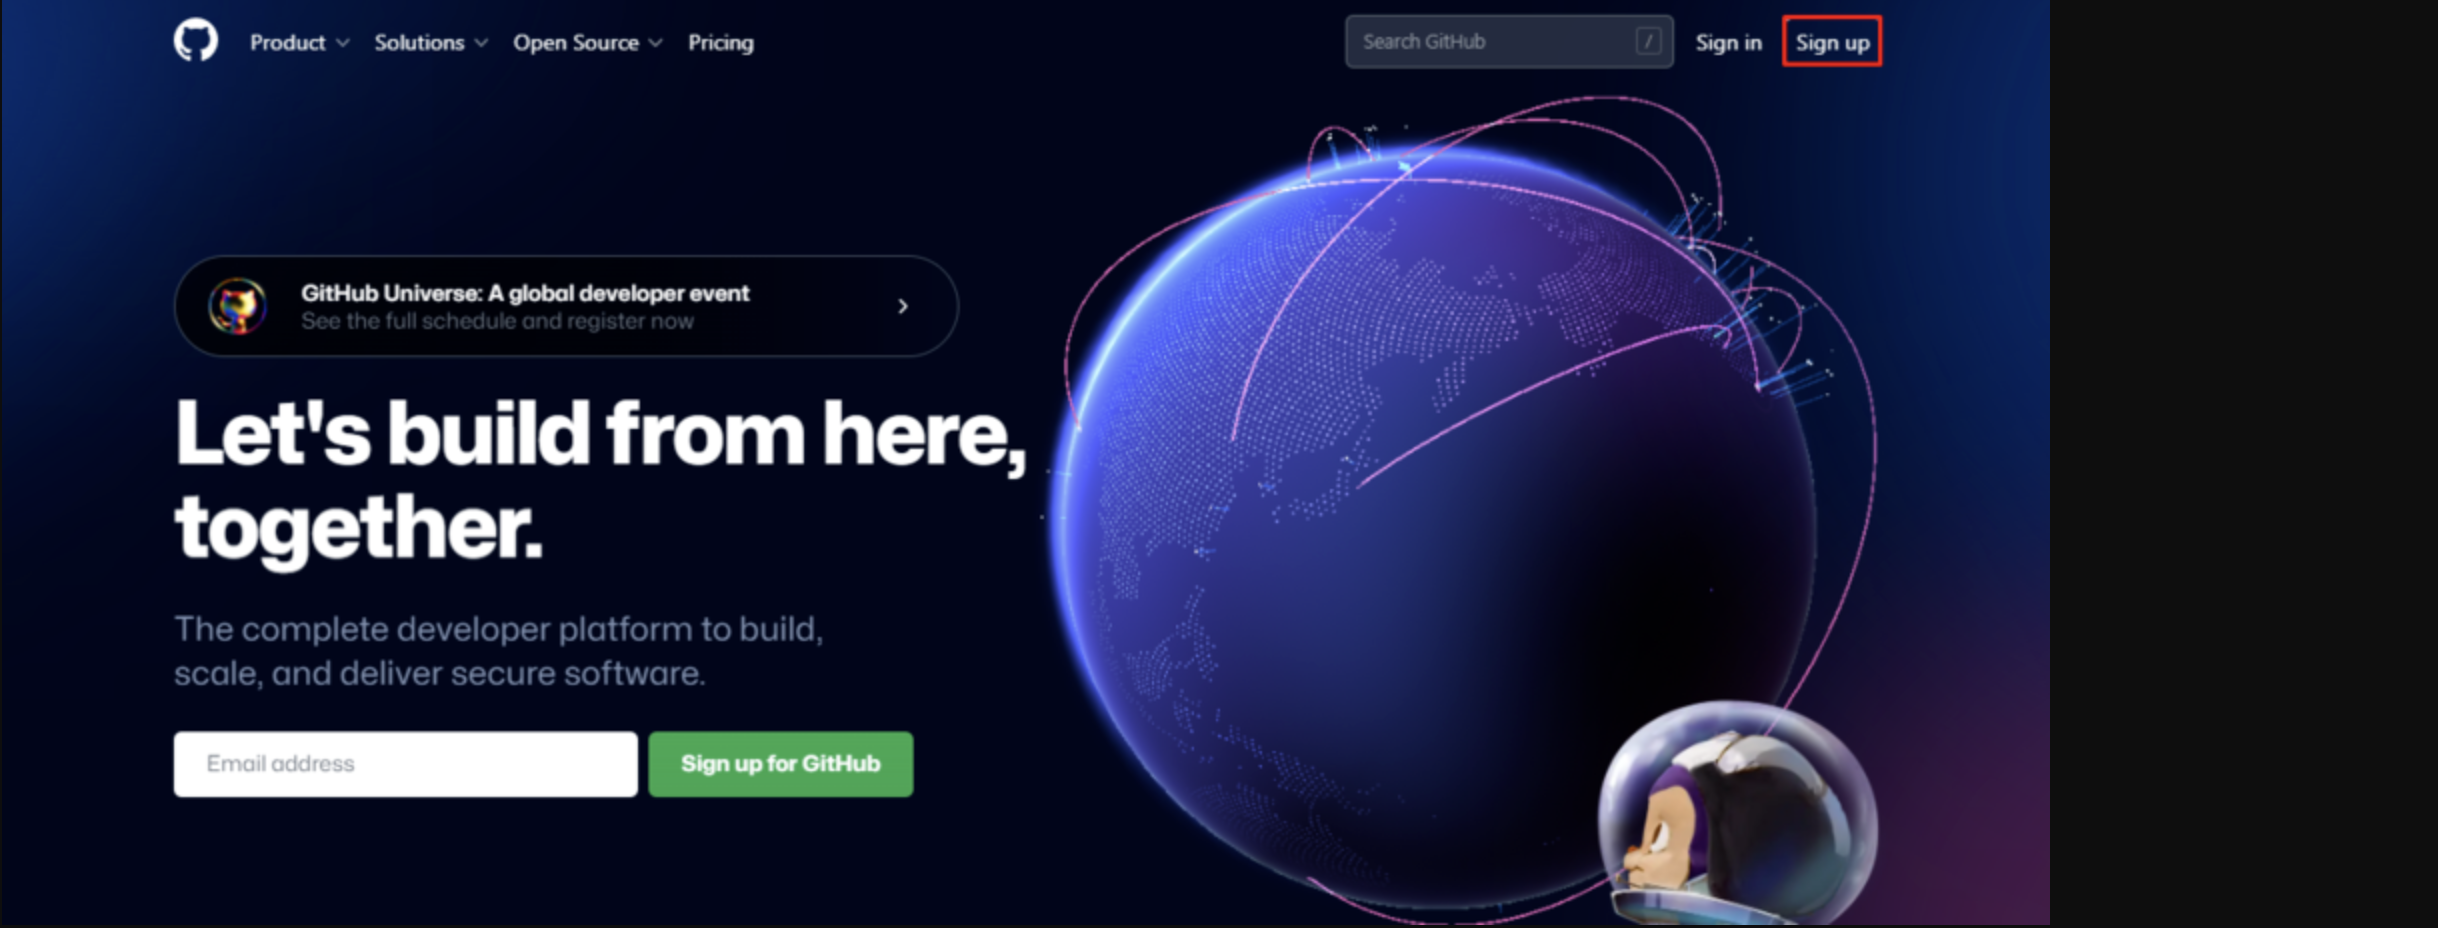 Product
Solutions
Open Source
Pricing
Search GitHub
/
Sign in
Sign up
GitHub Universe: A global developer event
See the full schedule and register now
Let's build from here,
together.
The complete developer platform to build,
scale, and deliver secure software.
Email address
Sign up for GitHub